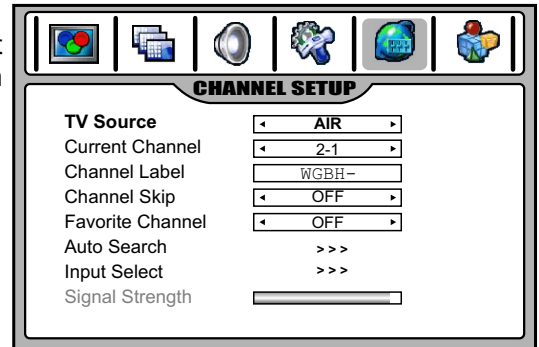 CHANNEL SETUP
TV Source AIR
Current Channel 2-1
Channel Label WGBH-
Channel Skip OFF
Favorite Channel OFF
Auto Search >>>
Input Select >>>
Signal Strength